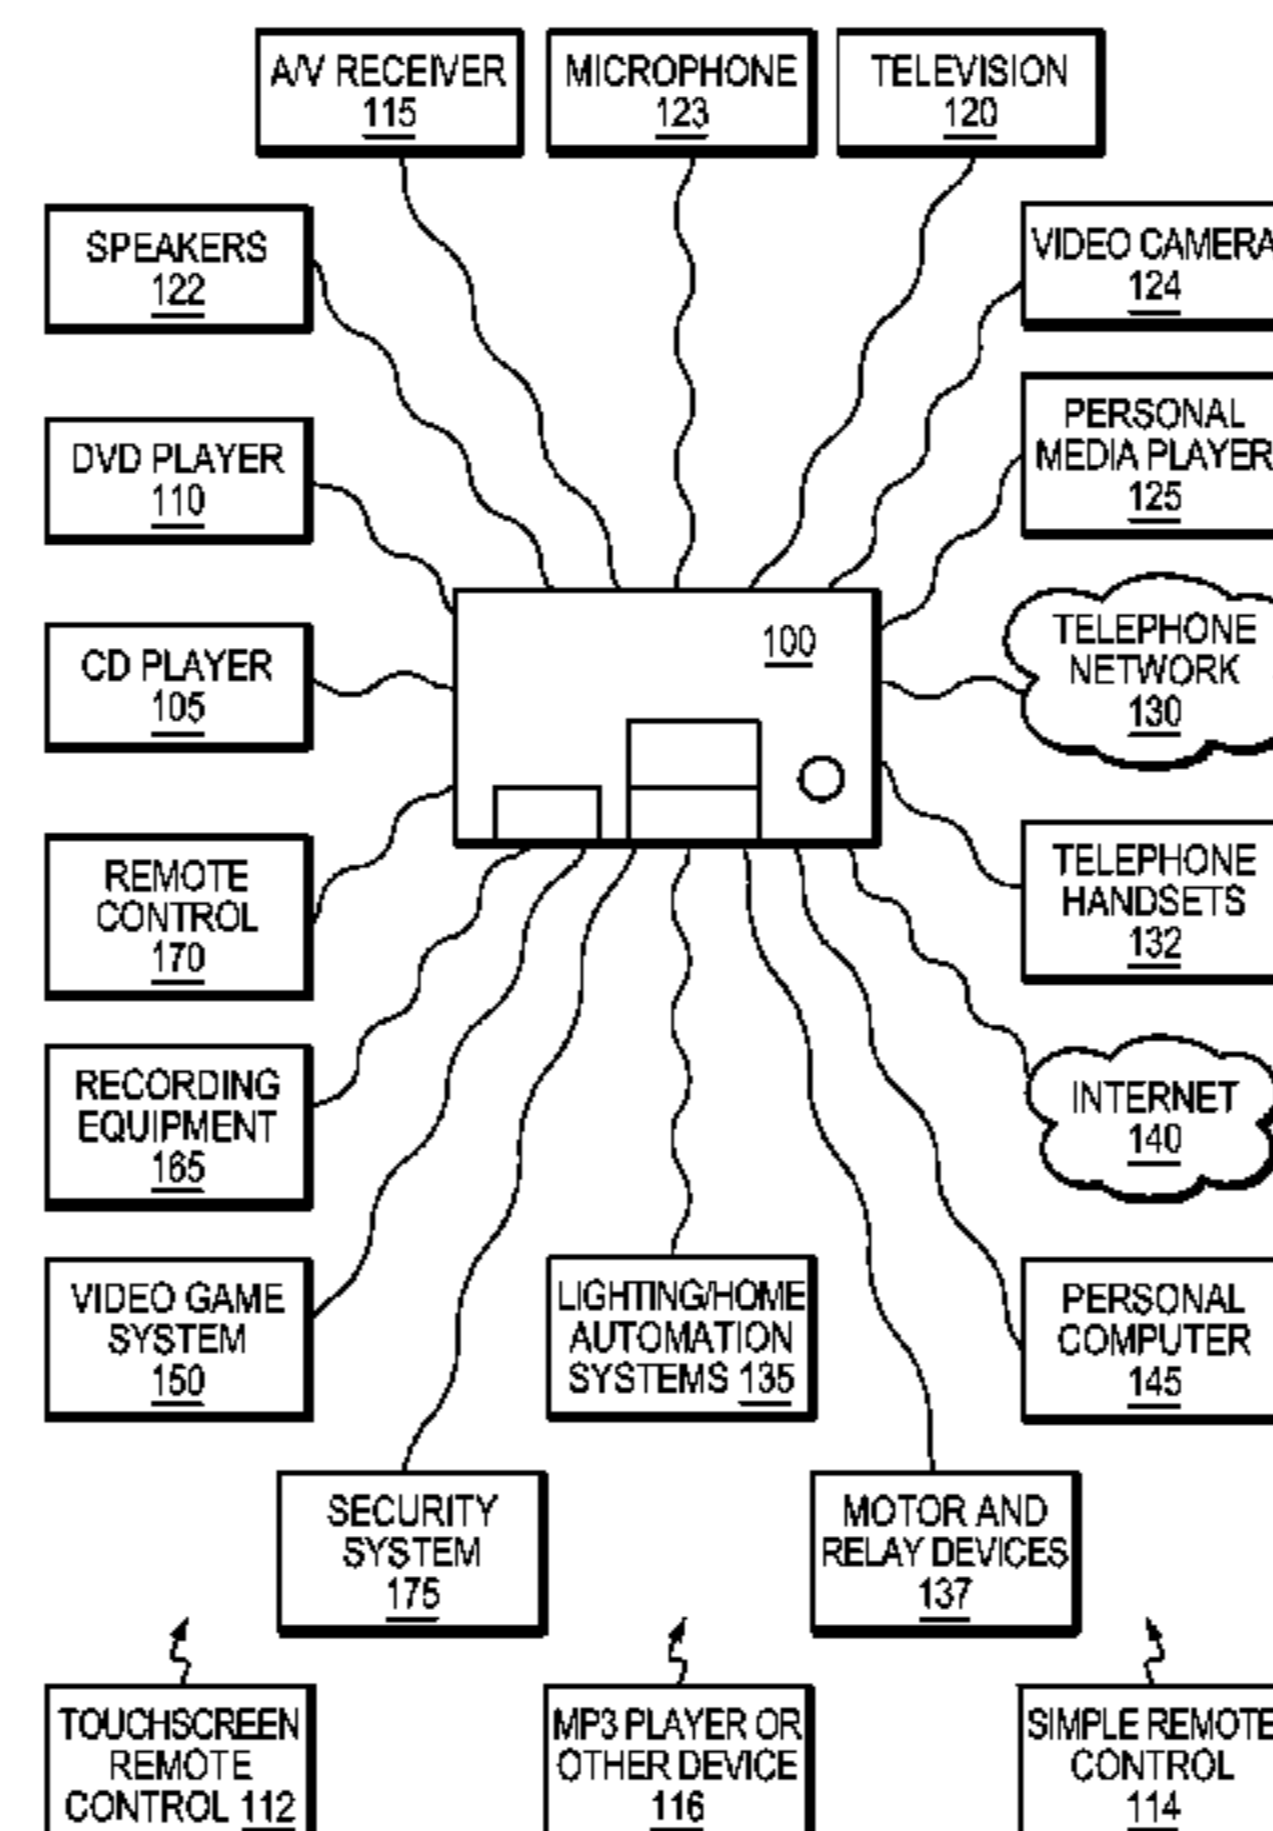 A/V RECEIVER
115
MICROPHONE
123
TELEVISION
120
SPEAKERS
122
VIDEO CAMERA
124
DVD PLAYER
110
PERSONAL
MEDIA PLAYER
125
100
CD PLAYER
105
TELEPHONE
NETWORK
130
REMOTE
CONTROL
170
TELEPHONE
HANDSETS
132
RECORDING
EQUIPMENT
165
INTERNET
140
VIDEO GAME
SYSTEM
150
LIGHTING/HOME
AUTOMATION
SYSTEMS 135
PERSONAL
COMPUTER
145
SECURITY
SYSTEM
175
MOTOR AND
RELAY DEVICES
137
TOUCHSCREEN
REMOTE
CONTROL 112
MP3 PLAYER OR
OTHER DEVICE
116
SIMPLE REMOTE
CONTROL
114